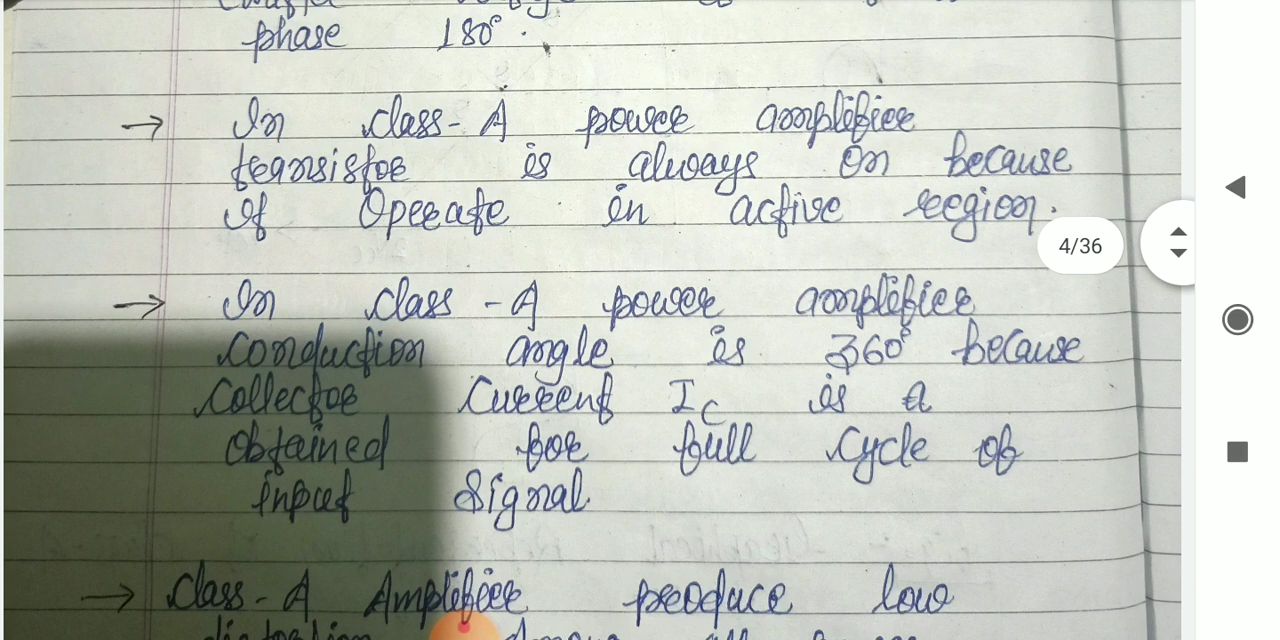 phase 180°.
→ In class-A power amplifier
transistor is always on because
of Operate in active reegion.
4/36
→ In class-A power amplifier
conduction angle is 360° because
Collector Current IC is a
obtained for full Cycle of
input Signal.
→ Class-A Amplifier produce low